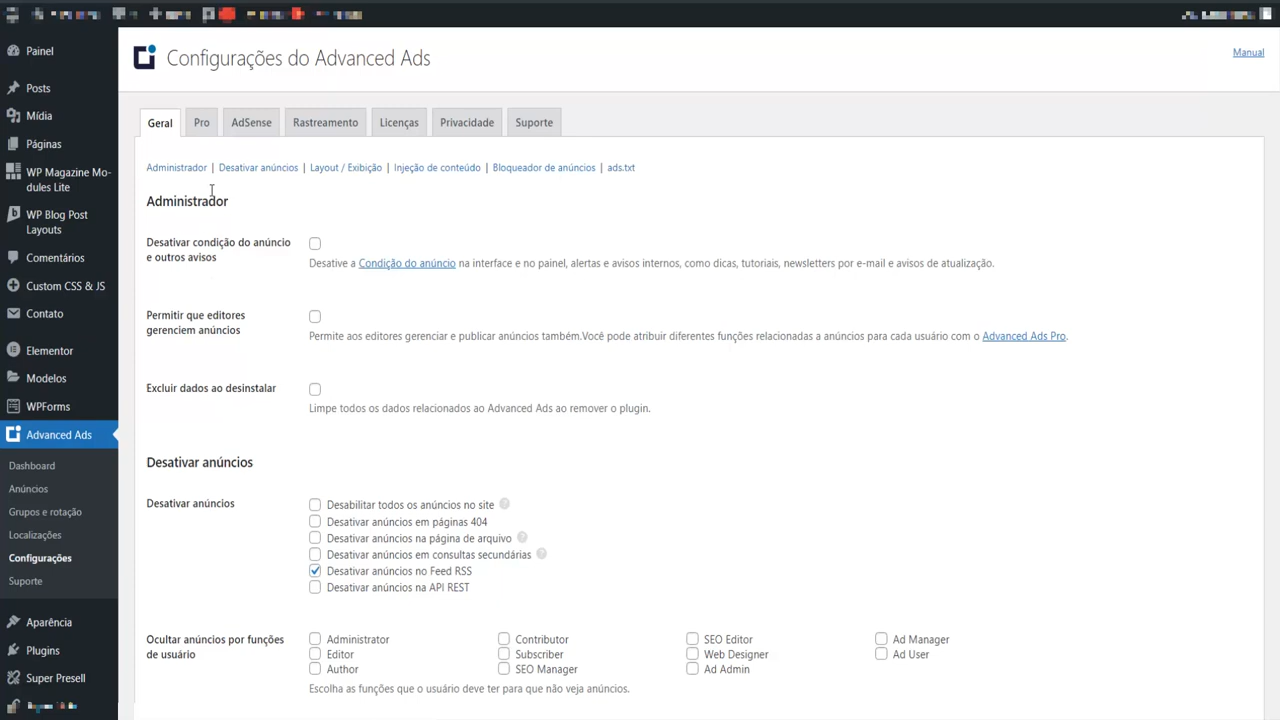 Configurações do Advanced Ads
Manual
Painel
Posts
Mídia
Páginas
WP Magazine Mo-
dules Lite
WP Blog Post
Layouts
Comentários
Custom CSS & JS
Contato
Elementor
Modelos
WPForms
Advanced Ads
Dashboard
Anúncios
Grupos e rotação
Localizações
Configurações
Suporte
Aparência
Plugins
Super Presell
Geral Pro AdSense Rastreamento Licenças Privacidade Suporte
Administrador | Desativar anúncios | Layout / Exibição | Injeção de conteúdo | Bloqueador de anúncios | ads.txt
Administrador
Desativar condição do anúncio
e outros avisos
Desative a Condição do anúncio na interface e no painel, alertas e avisos internos, como dicas, tutoriais, newsletters por e-mail e avisos de atualização.
Permitir que editores
gerenciem anúncios
Permite aos editores gerenciar e publicar anúncios também.Você pode atribuir diferentes funções relacionadas a anúncios para cada usuário com o Advanced Ads Pro.
Excluir dados ao desinstalar
Limpe todos os dados relacionados ao Advanced Ads ao remover o plugin.
Desativar anúncios
Desativar anúncios
Desabilitar todos os anúncios no site ?
Desativar anúncios em páginas 404
Desativar anúncios na página de arquivo ?
Desativar anúncios em consultas secundárias ?
Desativar anúncios no Feed RSS
Desativar anúncios na API REST
Ocultar anúncios por funções
de usuário
Administrator Contributor SEO Editor Ad Manager
Editor Subscriber Web Designer Ad User
Author SEO Manager Ad Admin
Escolha as funções que o usuário deve ter para que não veja anúncios.